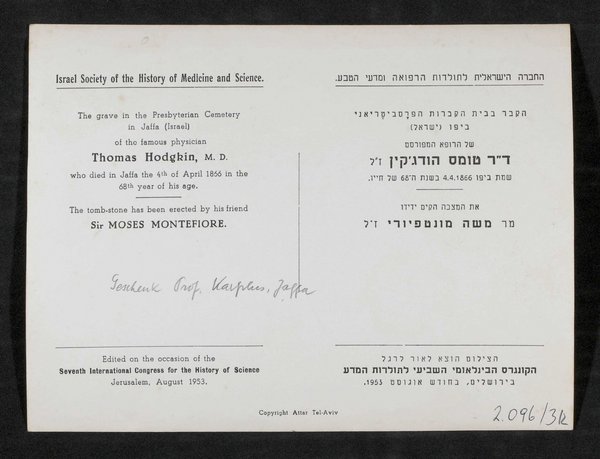 Israel Society of the History of Medicine and Science.
The grave in the Presbyterian Cemetery
in Jaffa (Israel)
of the famous physician
Thomas Hodgkin, M. D.
who died in Jaffa the 4th of April 1866 in the
68th year of his age.
The tomb-stone has been erected by his friend
Sir MOSES MONTEFIORE.
Geschenk Prof. Karplus, Jaffa
Edited on the occasion of the
Seventh International Congress for the History of Science
Jerusalem, August 1953.
החברה הישראלית לתולדות הרפואה ומדעי הטבע.
הקבר בבית הקברות הפרסביטריאני
ביפו (ישראל)
של הרופא המפורסם
ד״ר טומס הודג׳קין ז״ל
שמת ביפו 4.4.1866 בשנת ה־68 של חייו.
את המצבה הקים ידידו
מר משה מונטפיורי ז״ל
הצילום הוצא לאור לרגל
הקונגרס הבינלאומי השביעי לתולדות המדע
בירושלים, בחודש אוגוסט 1953.
Copyright Attar Tel-Aviv